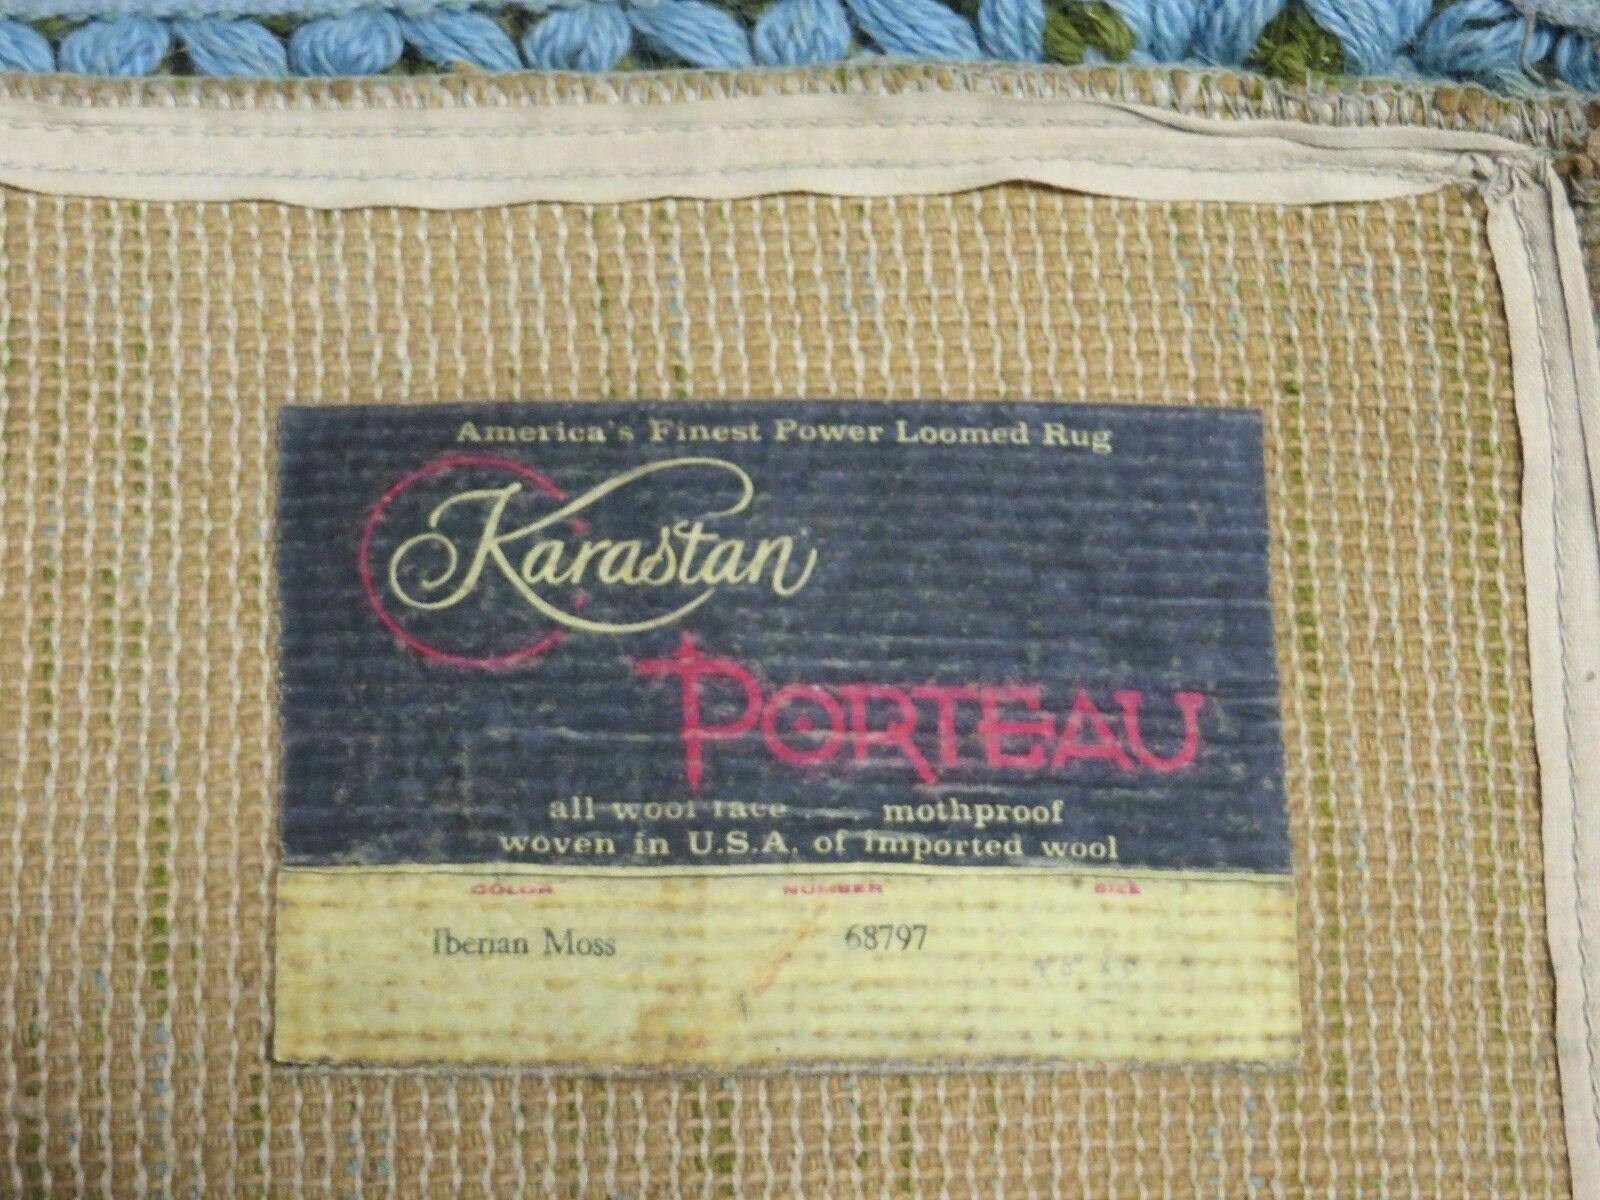 America's Finest Power Loomed Rug
Karastan
PORTEAU
all wool face ..... mothproof
woven in U.S.A. of imported wool
COLOR NUMBER SIZE
Iberian Moss 68797